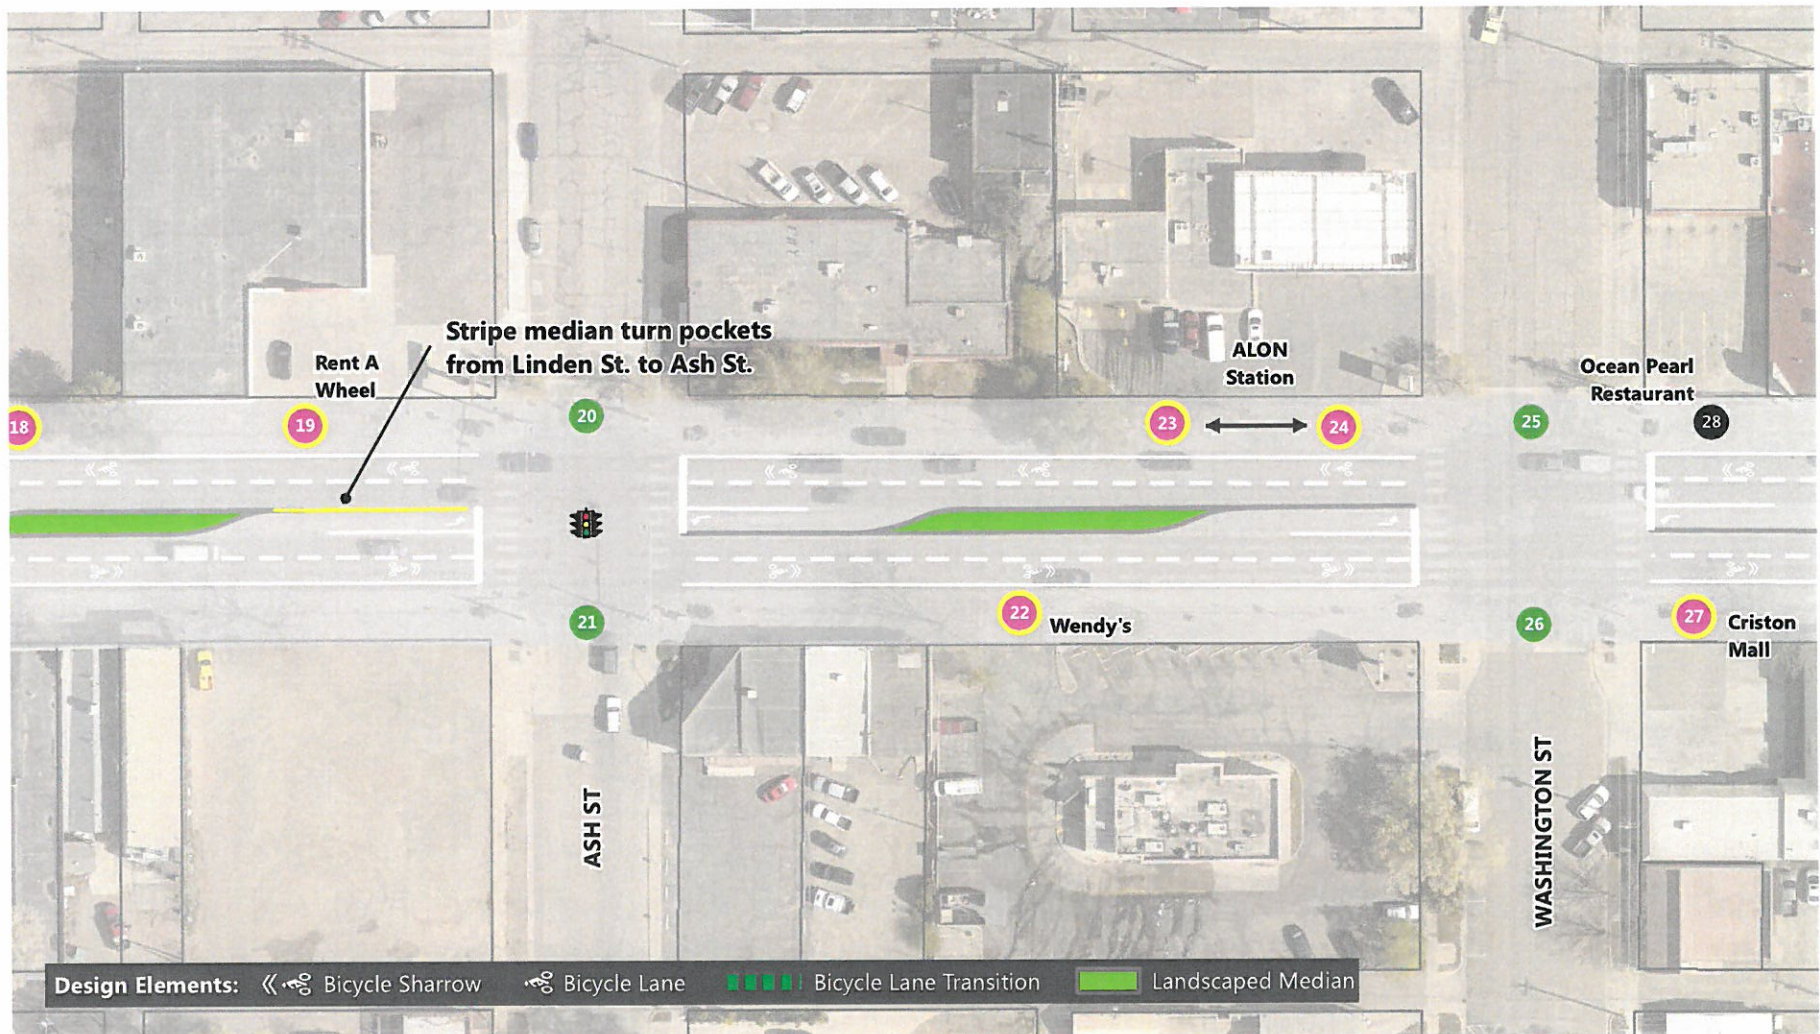 Stripe median turn pockets
from Linden St. to Ash St.
Rent A
Wheel
ALON
Station
Ocean Pearl
Restaurant
18
19
20
23
24
25
28
21
22
Wendy's
26
27
Criston
Mall
ASH ST
WASHINGTON ST
Design Elements: Bicycle Sharrow Bicycle Lane Bicycle Lane Transition Landscaped Median